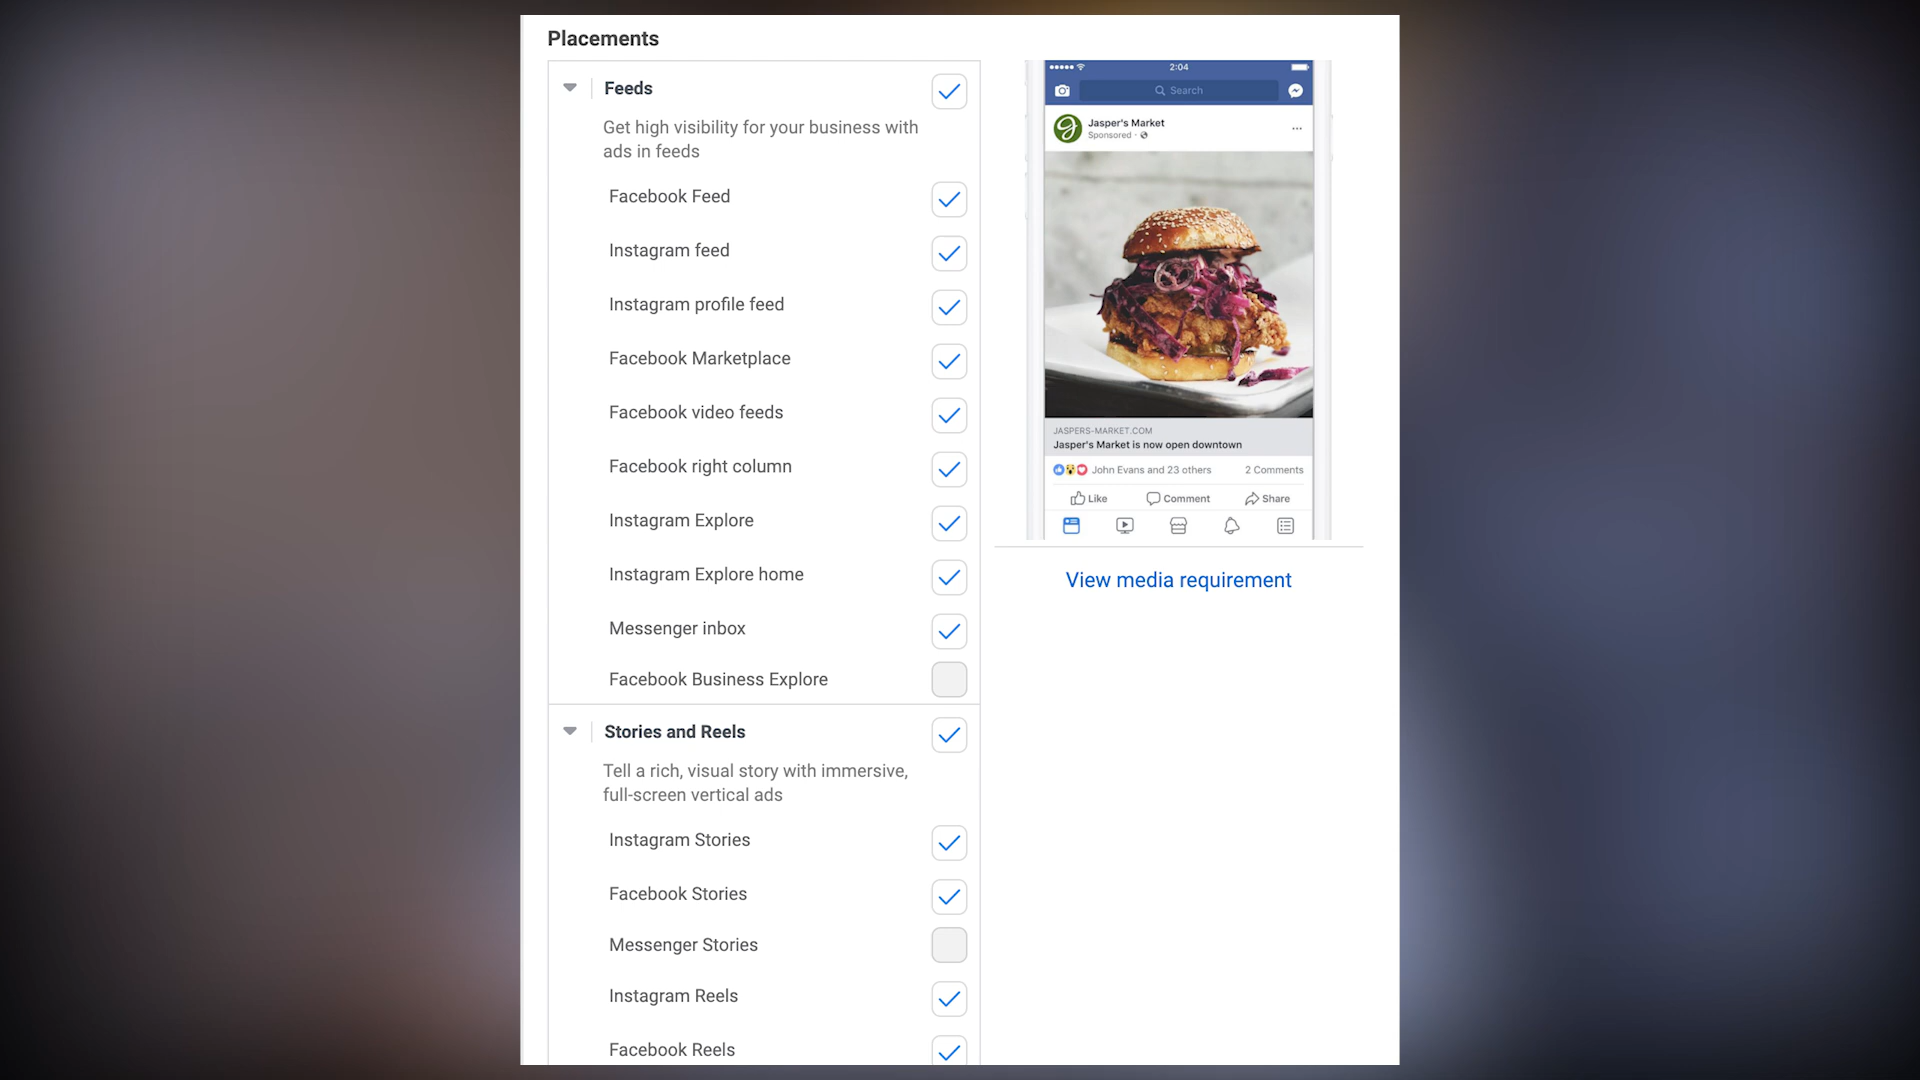 Placements
Feeds
Get high visibility for your business with
ads in feeds
Facebook Feed
Instagram feed
Instagram profile feed
Facebook Marketplace
Facebook video feeds
Facebook right column
Instagram Explore
Instagram Explore home
Messenger inbox
Facebook Business Explore
Stories and Reels
Tell a rich, visual story with immersive,
full-screen vertical ads
Instagram Stories
Facebook Stories
Messenger Stories
Instagram Reels
Facebook Reels
2:04
Search
Jasper's Market
Sponsored ·
JASPERS-MARKET.COM
Jasper's Market is now open downtown
John Evans and 23 others 2 Comments
Like Comment Share
View media requirement